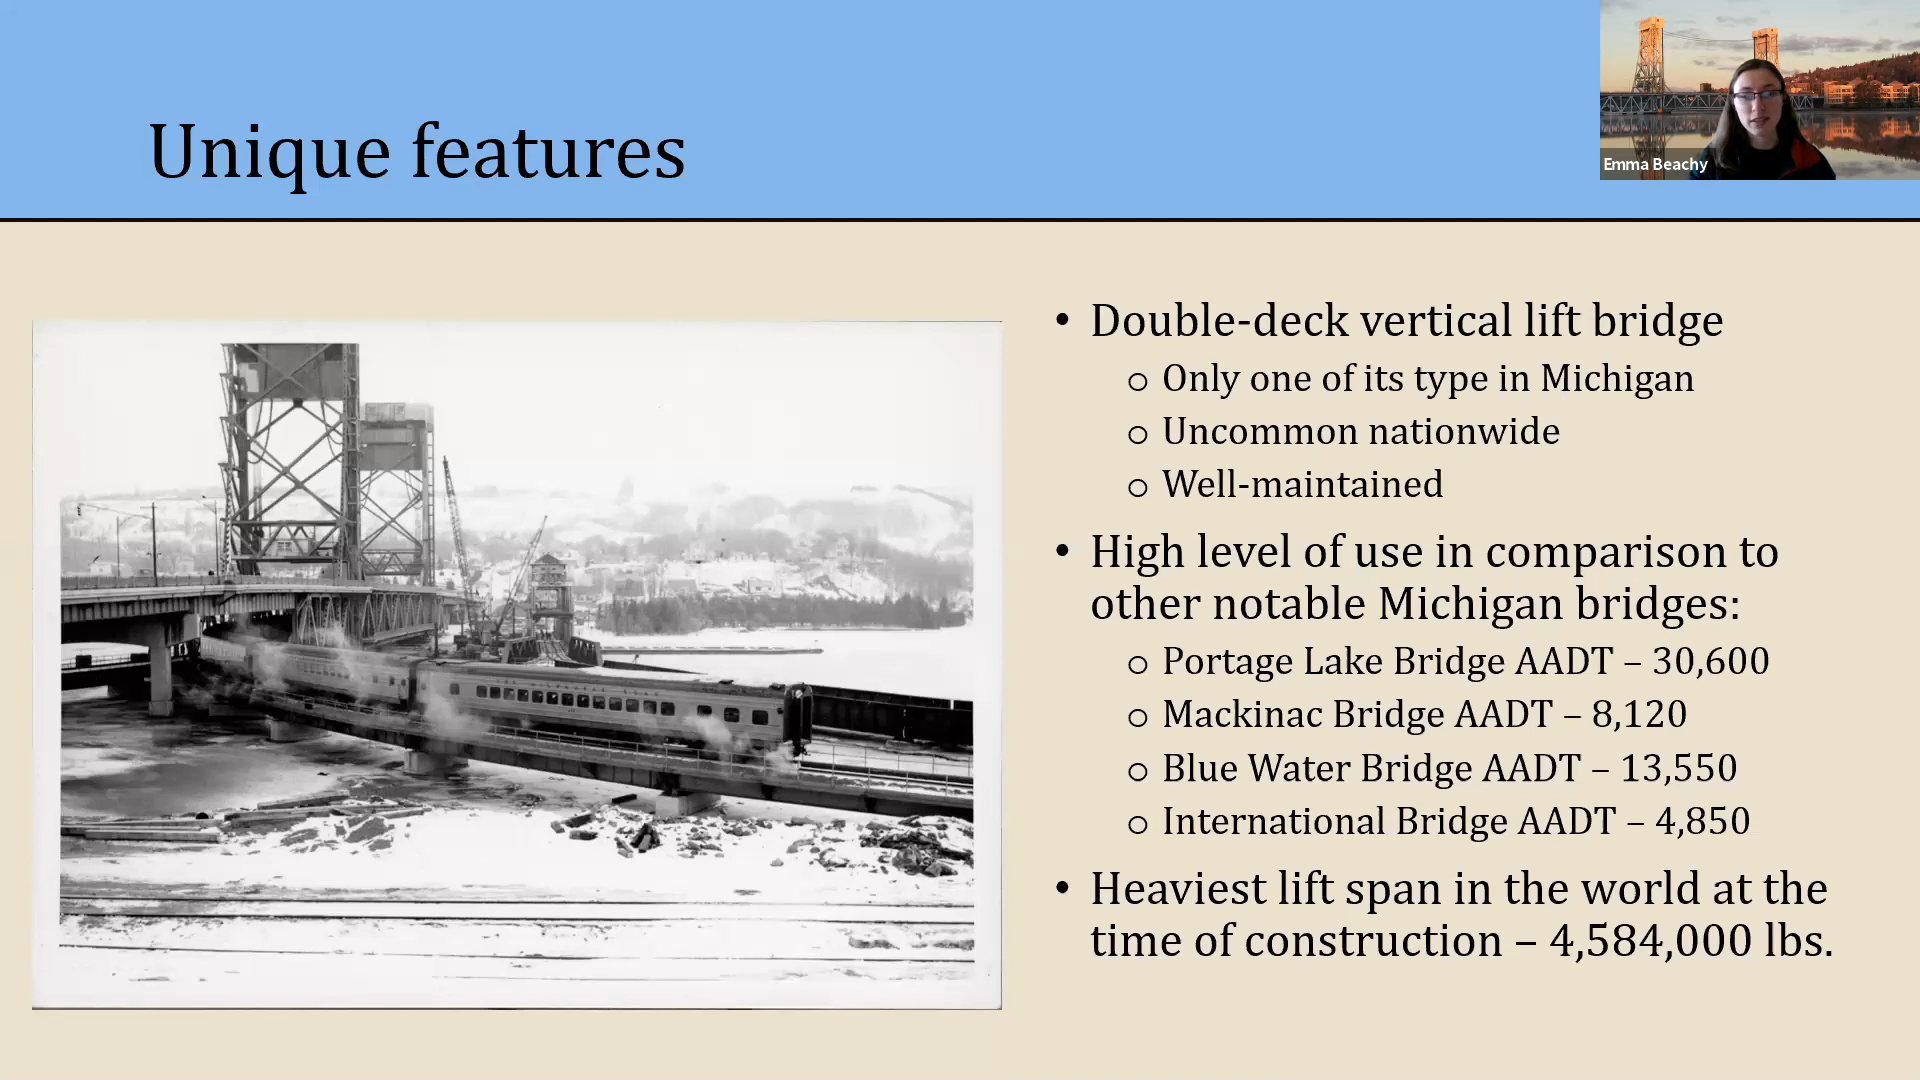 Unique features
Emma Beachy
• Double-deck vertical lift bridge
o Only one of its type in Michigan
o Uncommon nationwide
o Well-maintained
• High level of use in comparison to
other notable Michigan bridges:
o Portage Lake Bridge AADT – 30,600
o Mackinac Bridge AADT – 8,120
o Blue Water Bridge AADT – 13,550
o International Bridge AADT – 4,850
• Heaviest lift span in the world at the
time of construction – 4,584,000 lbs.